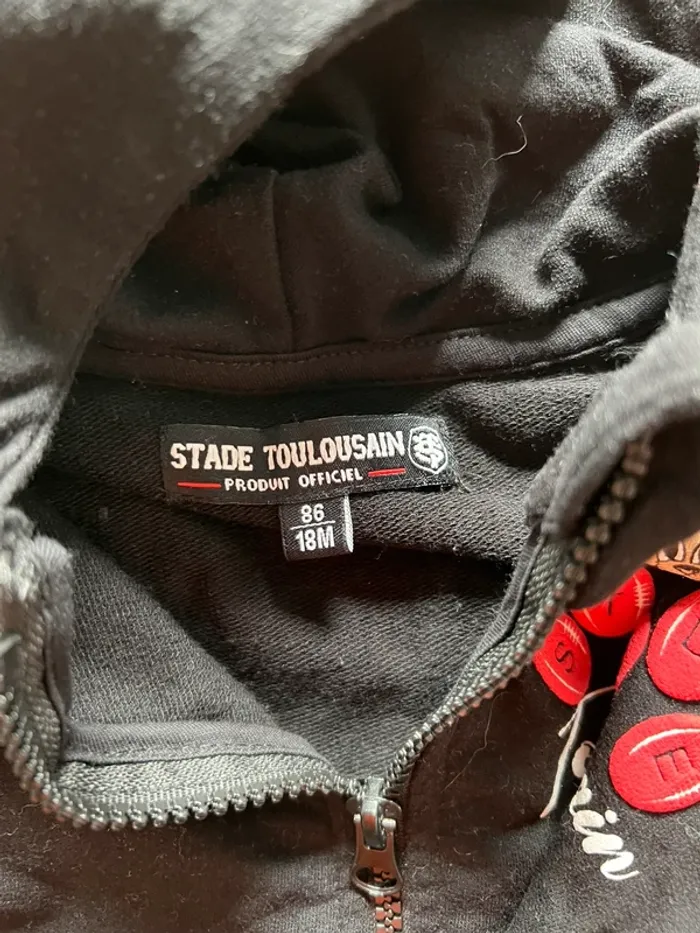 STADE TOULOUSAIN
PRODUIT OFFICIEL
86
18M
S
E